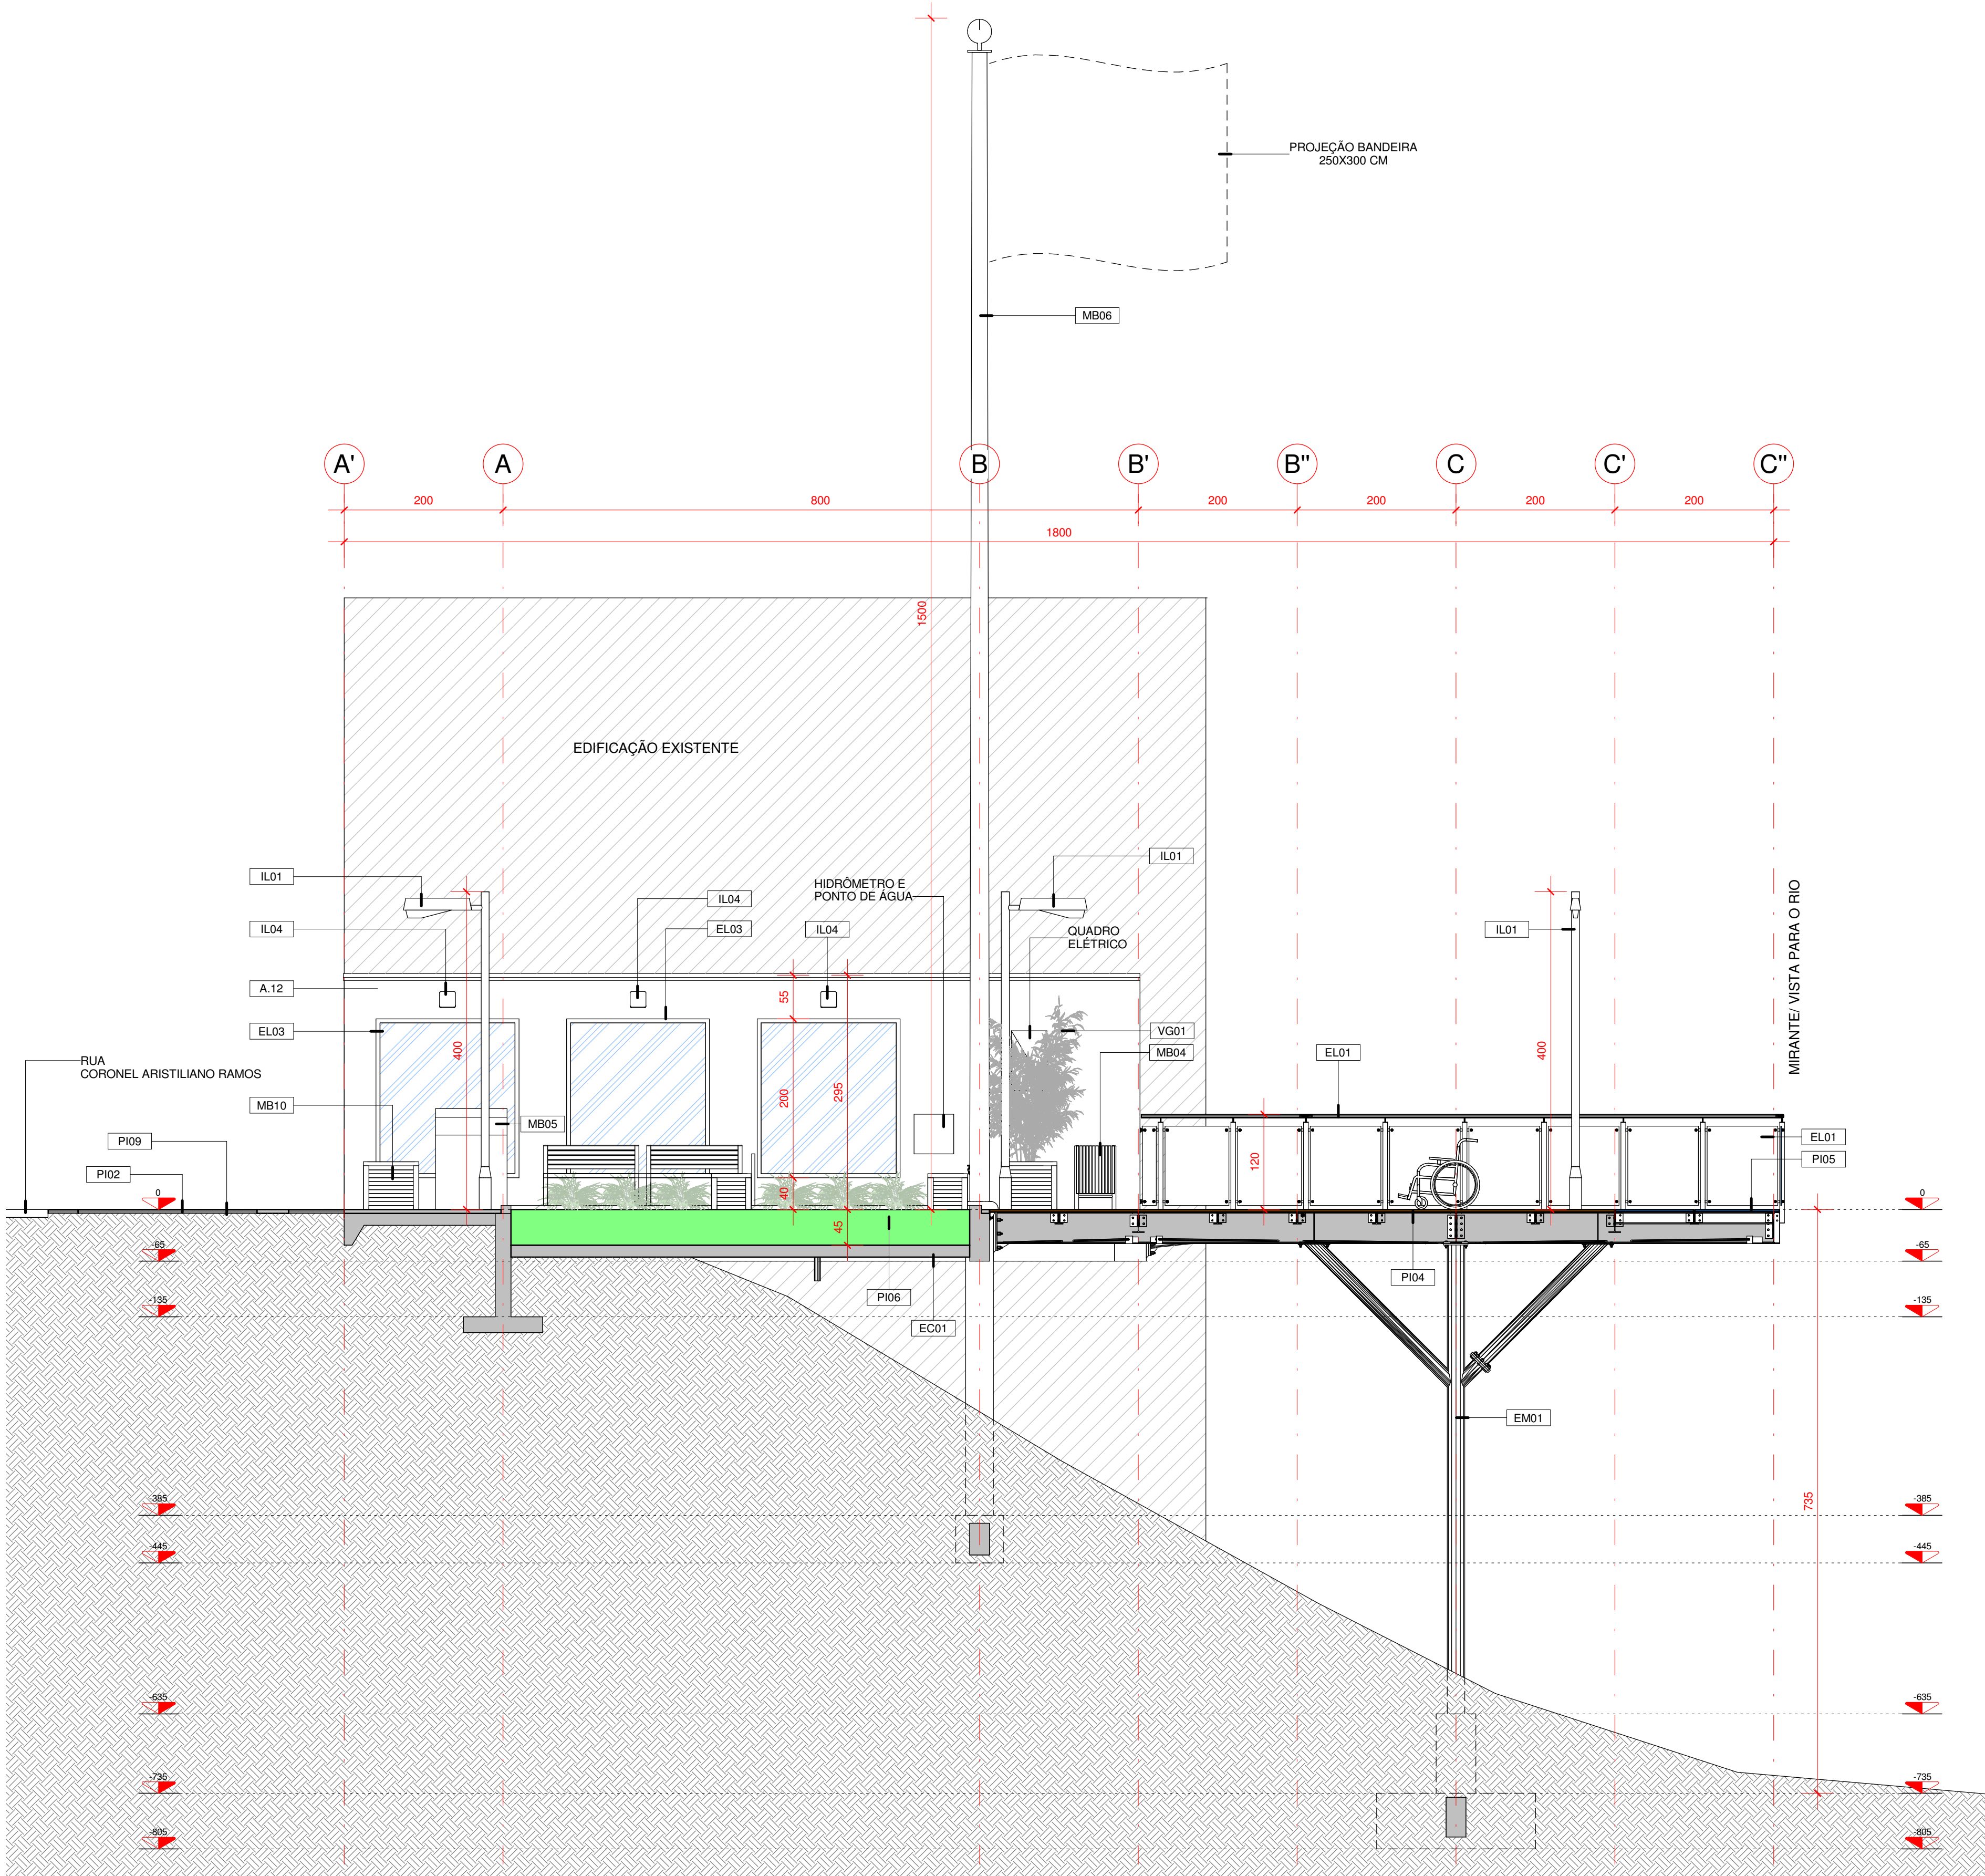 PROJEÇÃO BANDEIRA
250X300 CM
MB06
A'
A
B
B'
B"
C
C'
C"
200
800
200
200
200
200
1800
1500
EDIFICAÇÃO EXISTENTE
IL01
IL04
A.12
EL03
RUA
CORONEL ARISTILIANO RAMOS
MB10
PI09
PI02
IL04
EL03
HIDRÔMETRO E
PONTO DE ÁGUA
IL04
IL01
QUADRO
ELÉTRICO
VG01
MB04
EL01
IL01
MIRANTE/ VISTA PARA O RIO
EL01
PI05
MB05
400
55
200
295
40
45
120
400
735
PI06
EC01
PI04
EM01
0
-65
-135
-385
-445
-635
-735
-805
0
-65
-135
-385
-445
-635
-735
-805